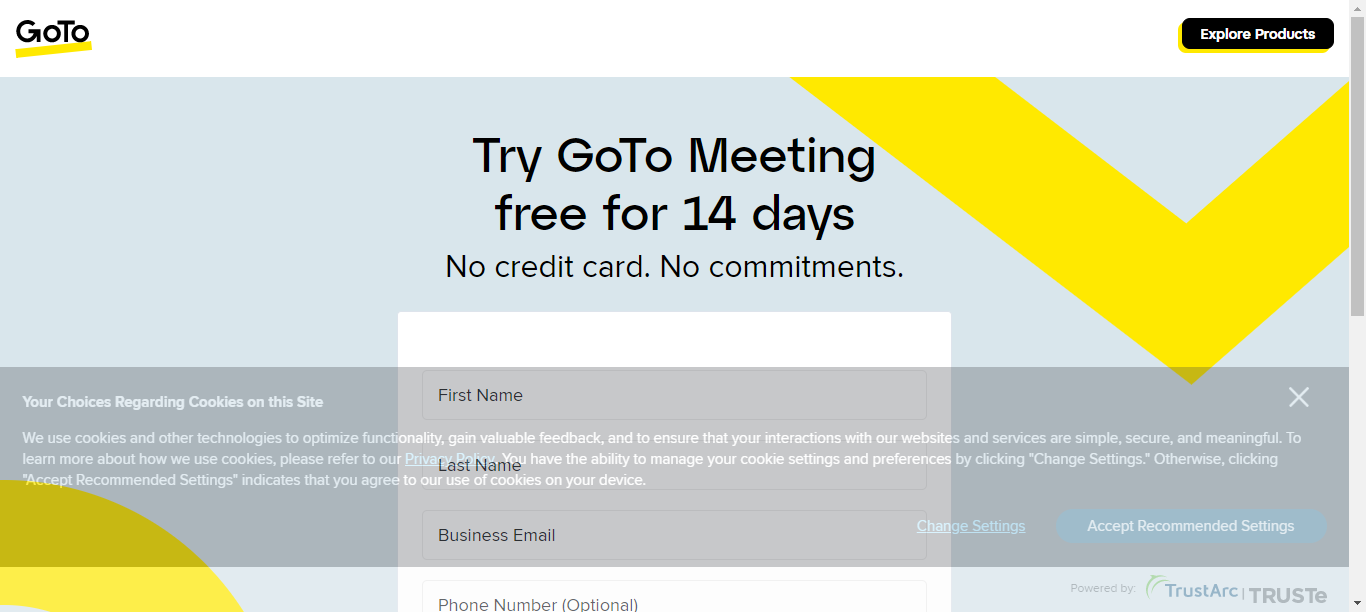 GoTo
Explore Products
Try GoTo Meeting
free for 14 days
No credit card. No commitments.
First Name
Your Choices Regarding Cookies on this Site
We use cookies and other technologies to optimize functionality, gain valuable feedback, and to ensure that your interactions with our websites and services are simple, secure, and meaningful. To
learn more about how we use cookies, please refer to our Privacy Policy. You have the ability to manage your cookie settings and preferences by clicking "Change Settings." Otherwise, clicking
Last Name
"Accept Recommended Settings" indicates that you agree to our use of cookies on your device.
Change Settings
Accept Recommended Settings
Business Email
Powered by:
TrustArc | TRUSTe
Phone Number (Optional)